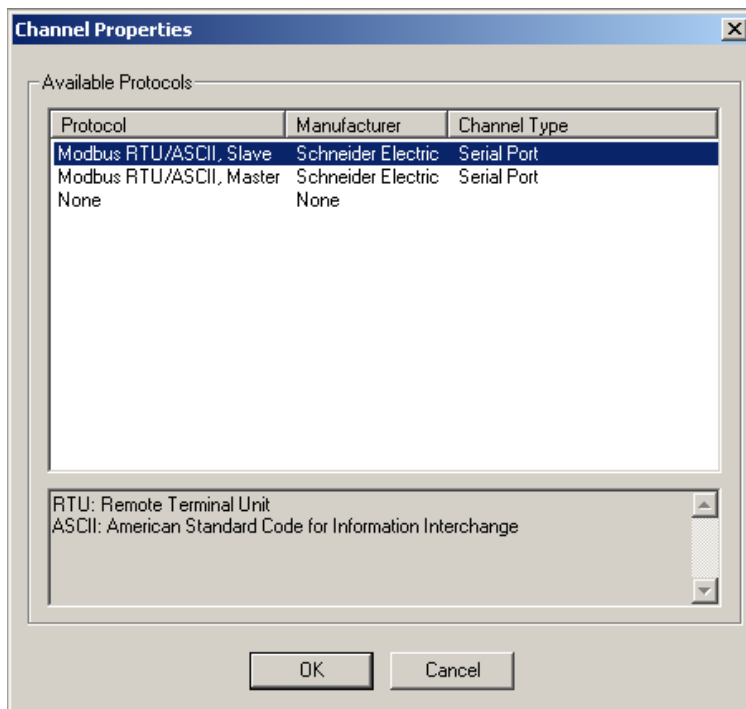 Channel Properties
Available Protocols
Protocol Manufacturer Channel Type
Modbus RTU/ASCII, Slave Schneider Electric Serial Port
Modbus RTU/ASCII, Master Schneider Electric Serial Port
None None
RTU: Remote Terminal Unit
ASCII: American Standard Code for Information Interchange
OK Cancel